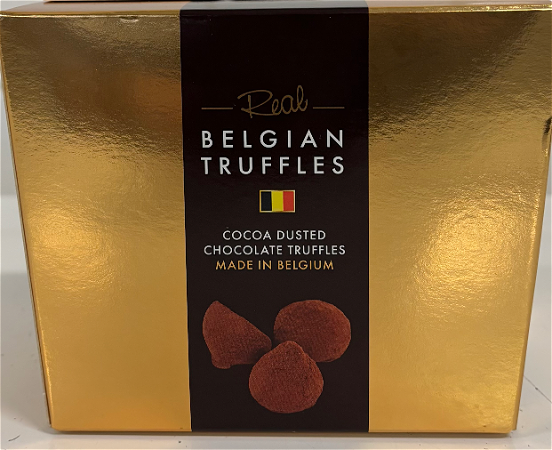 Real
BELGIAN
TRUFFLES
COCOA DUSTED
CHOCOLATE TRUFFLES
MADE IN BELGIUM